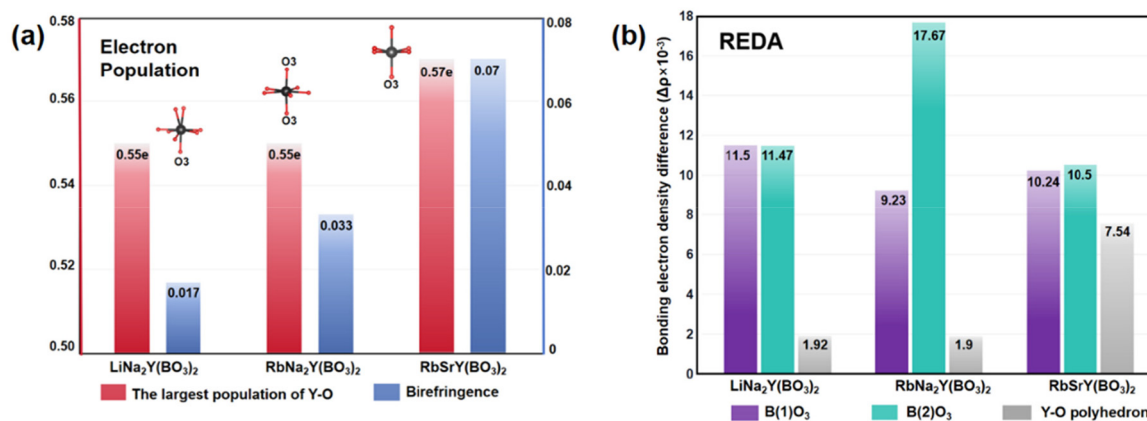 (a)
Electron
Population
0.58
0.56
0.54
0.52
0.50
0.08
0.06
0.04
0.02
0
O3
O3
O3
O3
0.55e
0.017
0.55e
0.033
0.57e
0.07
LiNa₂Y(BO₃)₂
RbNa₂Y(BO₃)₂
RbSrY(BO₃)₂
The largest population of Y-O
Birefringence
(b)
REDA
Bonding electron density difference (Δρ×10⁻³)
18
16
14
12
10
8
6
4
2
0
11.5
11.47
1.92
9.23
17.67
1.9
10.24
10.5
7.54
LiNa₂Y(BO₃)₂
RbNa₂Y(BO₃)₂
RbSrY(BO₃)₂
B(1)O₃
B(2)O₃
Y-O polyhedron